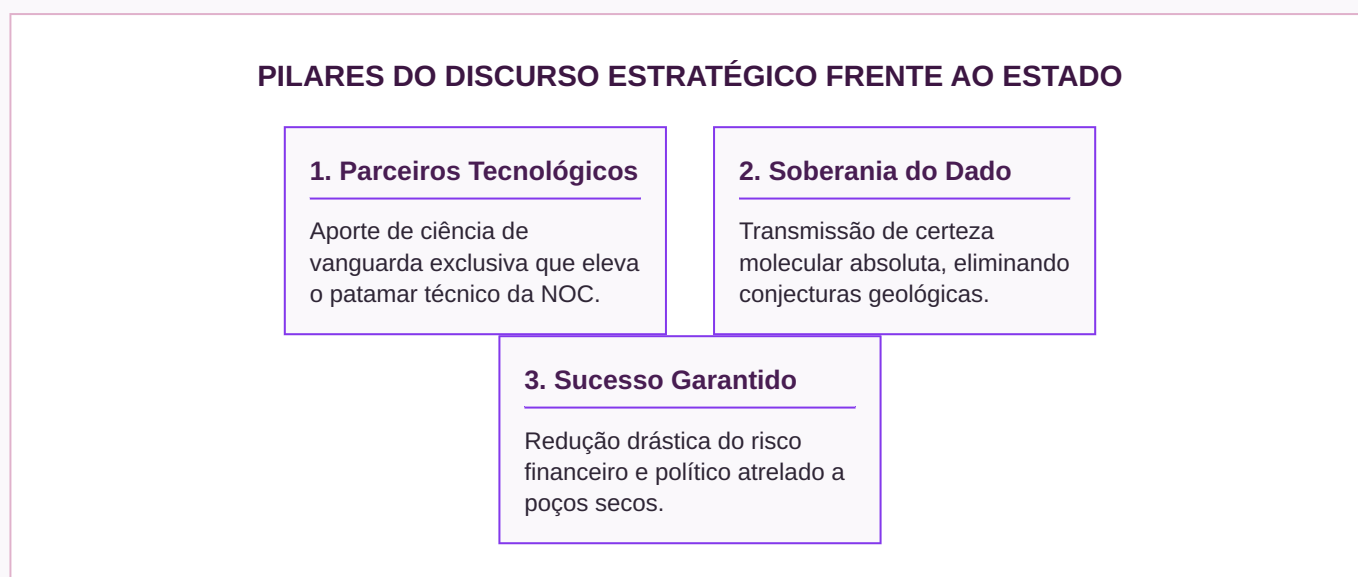 PILARES DO DISCURSO ESTRATÉGICO FRENTE AO ESTADO
1. Parceiros Tecnológicos
Aporte de ciência de
vanguarda exclusiva que eleva
o patamar técnico da NOC.
2. Soberania do Dado
Transmissão de certeza
molecular absoluta, eliminando
conjecturas geológicas.
3. Sucesso Garantido
Redução drástica do risco
financeiro e político atrelado a
poços secos.